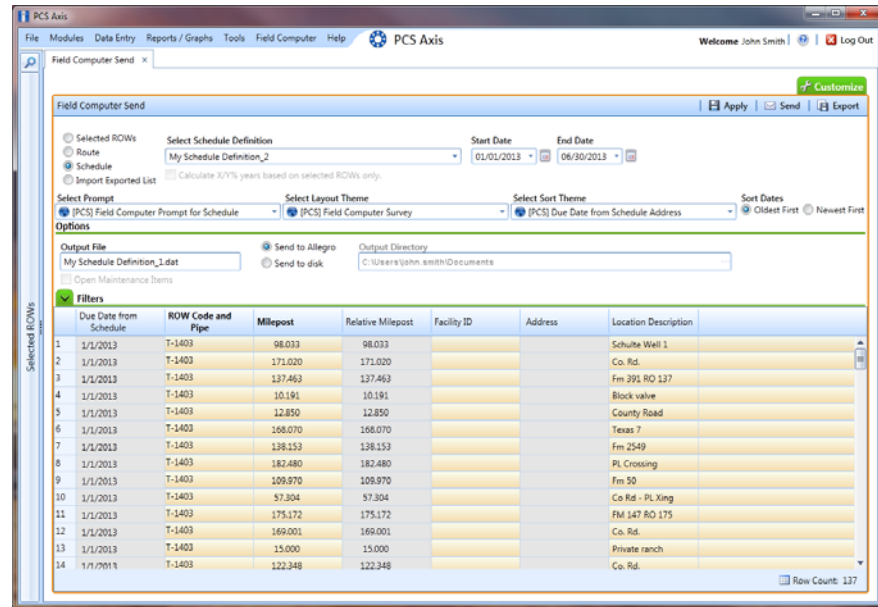 PCS Axis
File Modules Data Entry Reports / Graphs Tools Field Computer Help PCS Axis Welcome John Smith Log Out
Field Computer Send ×
Customize
Field Computer Send Apply Send Export
Selected ROWs
Route
Schedule
Import Exported List
Select Schedule Definition Start Date End Date
My Schedule Definition_2 01/01/2013 06/30/2013
Calculate X/Y% years based on selected ROWs only.
Select Prompt Select Layout Theme Select Sort Theme Sort Dates
[PCS] Field Computer Prompt for Schedule [PCS] Field Computer Survey [PCS] Due Date from Schedule Address Oldest First Newest First
Options
Output File Send to Allegro Output Directory
My Schedule Definition_1.dat Send to disk C:\Users\john.smith\Documents
Open Maintenance Items
Filters
Selected ROWs
Due Date from Schedule ROW Code and Pipe Milepost Relative Milepost Facility ID Address Location Description
1 1/1/2013 T-1403 98.033 98.033 Schulte Well 1
2 1/1/2013 T-1403 171.020 171.020 Co. Rd.
3 1/1/2013 T-1403 137.463 137.463 Fm 391 RO 137
4 1/1/2013 T-1403 10.191 10.191 Block valve
5 1/1/2013 T-1403 12.850 12.850 County Road
6 1/1/2013 T-1403 168.070 168.070 Texas 7
7 1/1/2013 T-1403 138.153 138.153 Fm 2549
8 1/1/2013 T-1403 182.480 182.480 PL Crossing
9 1/1/2013 T-1403 109.970 109.970 Fm 50
10 1/1/2013 T-1403 57.304 57.304 Co Rd - PL Xing
11 1/1/2013 T-1403 175.172 175.172 FM 147 RO 175
12 1/1/2013 T-1403 169.001 169.001 Co. Rd.
13 1/1/2013 T-1403 15.000 15.000 Private ranch
14 1/1/2013 T-1403 122.348 122.348 Co. Rd.
Row Count: 137